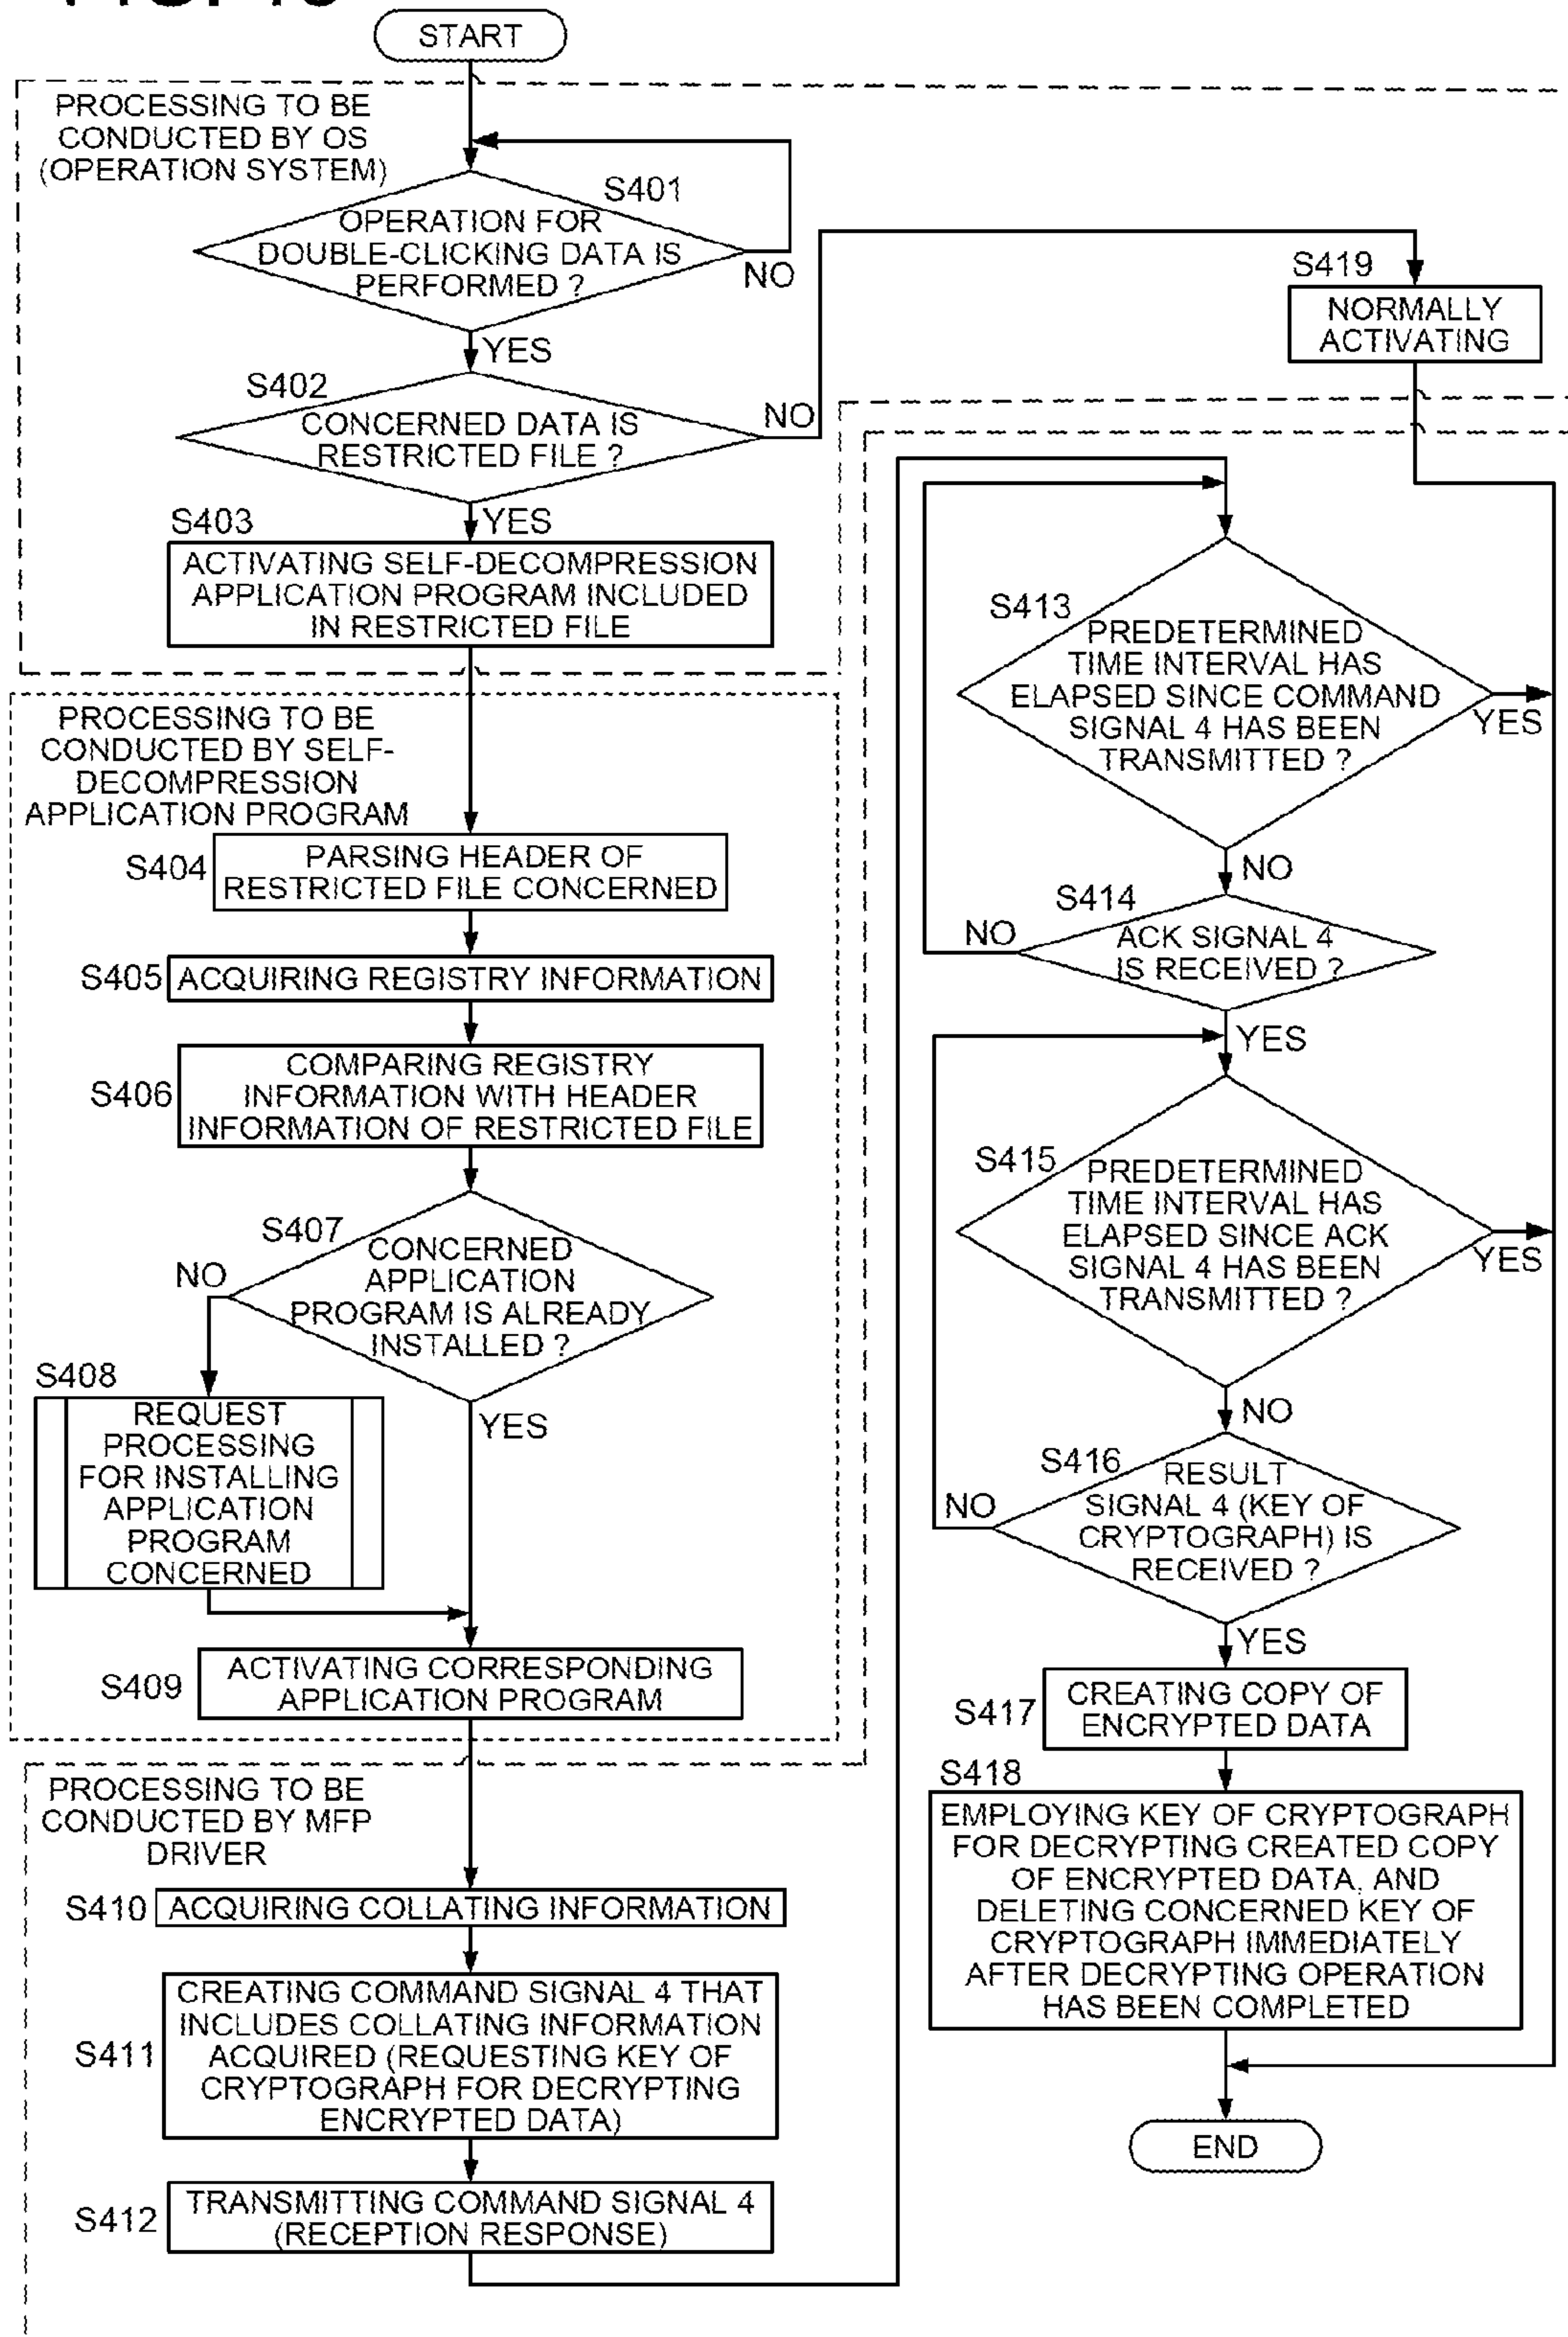 START
PROCESSING TO BE
CONDUCTED BY OS
(OPERATION SYSTEM)
S401
OPERATION FOR
DOUBLE-CLICKING DATA IS
PERFORMED ?
NO
YES
S402
CONCERNED DATA IS
RESTRICTED FILE ?
NO
YES
S403
ACTIVATING SELF-DECOMPRESSION
APPLICATION PROGRAM INCLUDED
IN RESTRICTED FILE
S419
NORMALLY
ACTIVATING
PROCESSING TO BE
CONDUCTED BY SELF-
DECOMPRESSION
APPLICATION PROGRAM
S404
PARSING HEADER OF
RESTRICTED FILE CONCERNED
S405
ACQUIRING REGISTRY INFORMATION
S406
COMPARING REGISTRY
INFORMATION WITH HEADER
INFORMATION OF RESTRICTED FILE
S407
CONCERNED
APPLICATION
PROGRAM IS ALREADY
INSTALLED ?
NO
YES
S408
REQUEST
PROCESSING
FOR INSTALLING
APPLICATION
PROGRAM
CONCERNED
S409
ACTIVATING CORRESPONDING
APPLICATION PROGRAM
PROCESSING TO BE
CONDUCTED BY MFP
DRIVER
S410
ACQUIRING COLLATING INFORMATION
S411
CREATING COMMAND SIGNAL 4 THAT
INCLUDES COLLATING INFORMATION
ACQUIRED (REQUESTING KEY OF
CRYPTOGRAPH FOR DECRYPTING
ENCRYPTED DATA)
S412
TRANSMITTING COMMAND SIGNAL 4
(RECEPTION RESPONSE)
S413
PREDETERMINED
TIME INTERVAL HAS
ELAPSED SINCE COMMAND
SIGNAL 4 HAS BEEN
TRANSMITTED ?
YES
NO
S414
ACK SIGNAL 4
IS RECEIVED ?
NO
YES
S415
PREDETERMINED
TIME INTERVAL HAS
ELAPSED SINCE ACK
SIGNAL 4 HAS BEEN
TRANSMITTED ?
YES
NO
S416
RESULT
SIGNAL 4 (KEY OF
CRYPTOGRAPH) IS
RECEIVED ?
NO
YES
S417
CREATING COPY OF
ENCRYPTED DATA
S418
EMPLOYING KEY OF CRYPTOGRAPH
FOR DECRYPTING CREATED COPY
OF ENCRYPTED DATA, AND
DELETING CONCERNED KEY OF
CRYPTOGRAPH IMMEDIATELY
AFTER DECRYPTING OPERATION
HAS BEEN COMPLETED
END